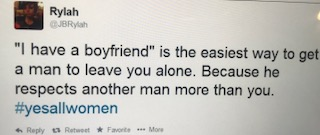 Rylah
@JBRylah
"I have a boyfriend" is the easiest way to get
a man to leave you alone. Because he
respects another man more than you.
#yesallwomen
Reply Retweet Favorite ••• More